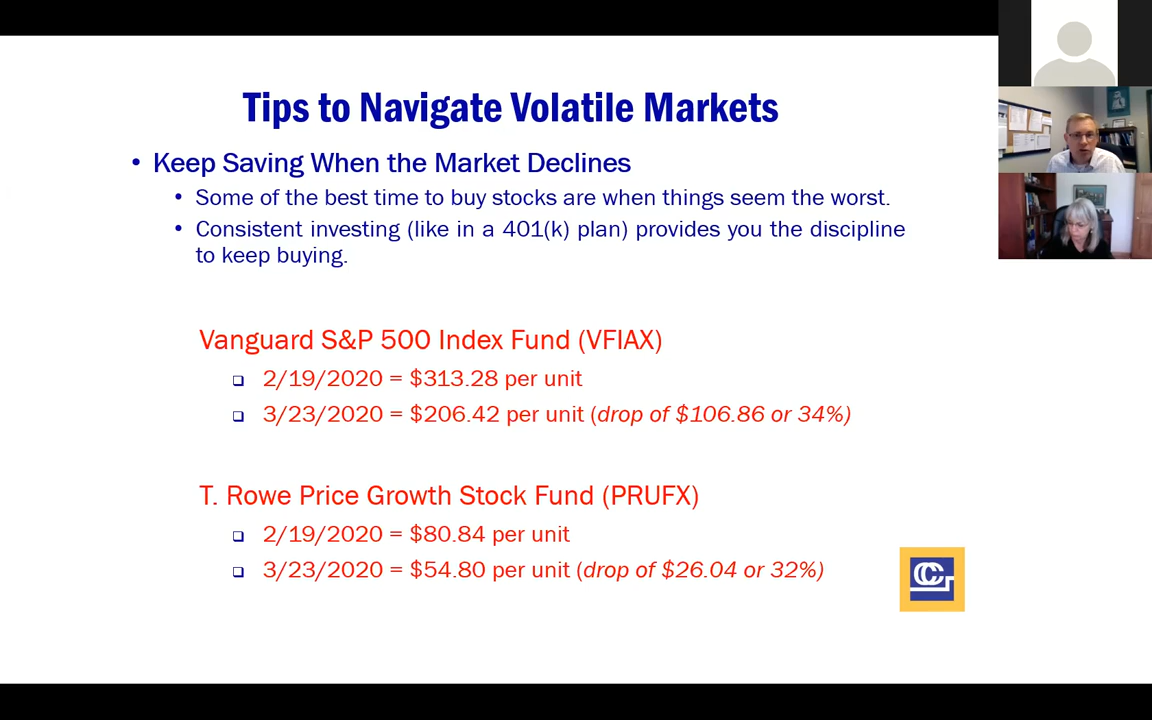 Tips to Navigate Volatile Markets
• Keep Saving When the Market Declines
• Some of the best time to buy stocks are when things seem the worst.
• Consistent investing (like in a 401(k) plan) provides you the discipline
to keep buying.
Vanguard S&P 500 Index Fund (VFIAX)
❑ 2/19/2020 = $313.28 per unit
❑ 3/23/2020 = $206.42 per unit (drop of $106.86 or 34%)
T. Rowe Price Growth Stock Fund (PRUFX)
❑ 2/19/2020 = $80.84 per unit
❑ 3/23/2020 = $54.80 per unit (drop of $26.04 or 32%)